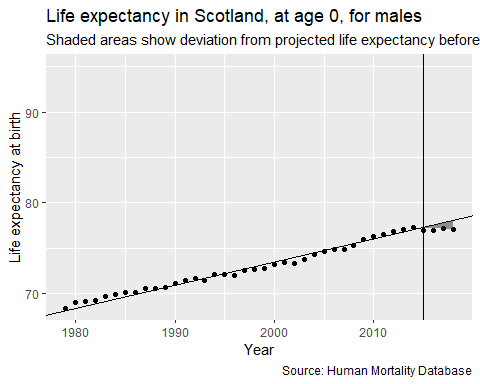 Life expectancy in Scotland, at age 0, for males
Shaded areas show deviation from projected life expectancy before
Life expectancy at birth
90
80
70
1980
1990
2000
2010
Year
Source: Human Mortality Database